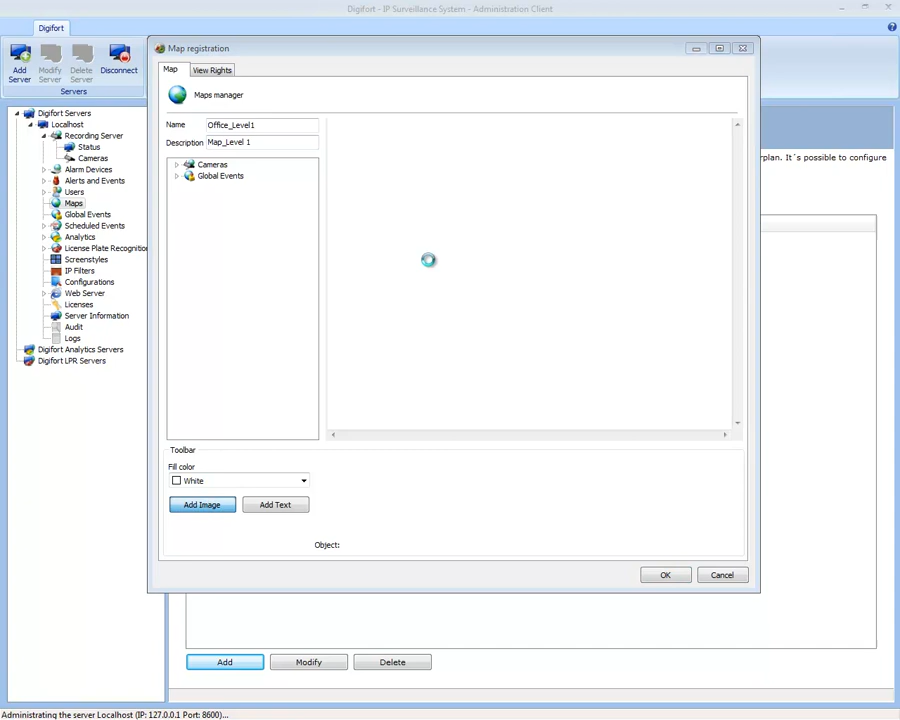 Digifort - IP Surveillance System - Administration Client
Digifort
Add Server
Modify Server
Delete Server
Disconnect
Servers
Digifort Servers
Localhost
Recording Server
Status
Cameras
Alarm Devices
Alerts and Events
Users
Maps
Global Events
Scheduled Events
Analytics
License Plate Recognitio
Screenstyles
IP Filters
Configurations
Web Server
Licenses
Server Information
Audit
Logs
Digifort Analytics Servers
Digifort LPR Servers
Map registration
Map
View Rights
Maps manager
Name
Office_Level1
Description
Map_Level 1
Cameras
Global Events
rplan. It´s possible to configure
Toolbar
Fill color
White
Add Image
Add Text
Object:
OK
Cancel
Add
Modify
Delete
Administrating the server Localhost (IP: 127.0.0.1 Port: 8600)...